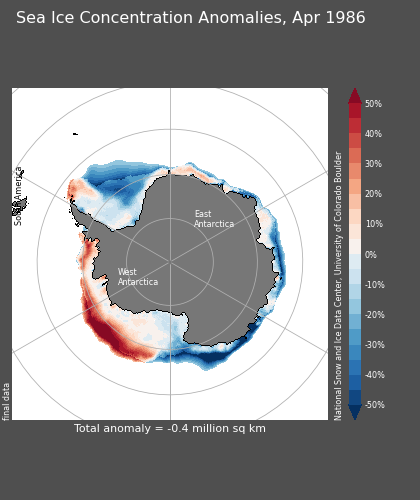 Sea Ice Concentration Anomalies, Apr 1986
South America
East
Antarctica
West
Antarctica
50%
40%
30%
20%
10%
0%
-10%
-20%
-30%
-40%
-50%
National Snow and Ice Data Center, University of Colorado Boulder
final data
Total anomaly = -0.4 million sq km